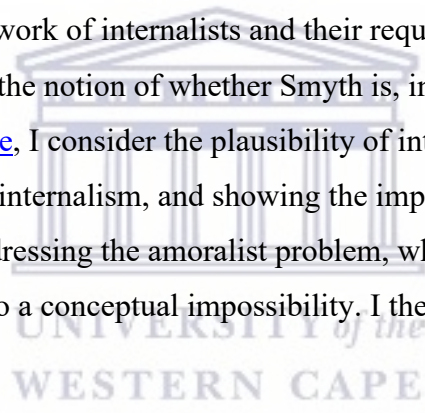 work of internalists and their requ
the notion of whether Smyth is, in
e, I consider the plausibility of int
internalism, and showing the imp
dressing the amoralist problem, wh
o a conceptual impossibility. I the
UNIVERSITY of the
WESTERN CAPE